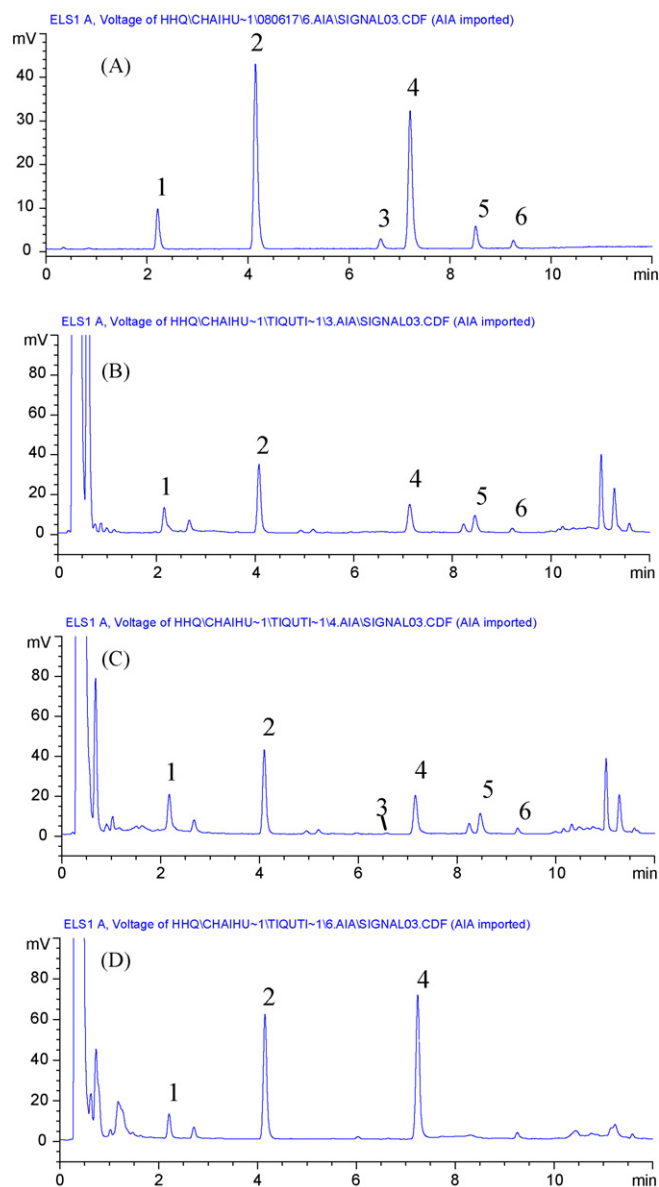 ELS1 A, Voltage of HHQ\CHAIHU~1\080617\6.AIA\SIGNAL03.CDF (AIA imported)
mV
(A)
2
4
1
3
5
6
40
30
20
10
0
0 2 4 6 8 10 min
ELS1 A, Voltage of HHQ\CHAIHU~1\TIQUTI~1\3.AIA\SIGNAL03.CDF (AIA imported)
mV
(B)
2
1
4
5
6
80
60
40
20
0
0 2 4 6 8 10 min
ELS1 A, Voltage of HHQ\CHAIHU~1\TIQUTI~1\4.AIA\SIGNAL03.CDF (AIA imported)
mV
(C)
2
1
3
4
5
6
80
60
40
20
0
0 2 4 6 8 10 min
ELS1 A, Voltage of HHQ\CHAIHU~1\TIQUTI~1\6.AIA\SIGNAL03.CDF (AIA imported)
mV
(D)
2
4
1
80
60
40
20
0
0 2 4 6 8 10 min